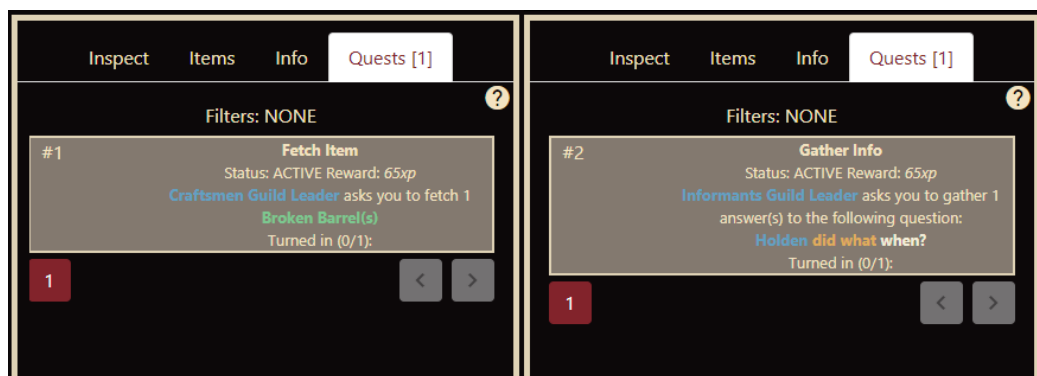 Inspect Items Info Quests [1]
?
Filters: NONE
#1 Fetch Item
Status: ACTIVE Reward: 65xp
Craftsmen Guild Leader asks you to fetch 1
Broken Barrel(s)
Turned in (0/1):
1 < >
Inspect Items Info Quests [1]
?
Filters: NONE
#2 Gather Info
Status: ACTIVE Reward: 65xp
Informants Guild Leader asks you to gather 1
answer(s) to the following question:
Holden did what when?
Turned in (0/1):
1 < >